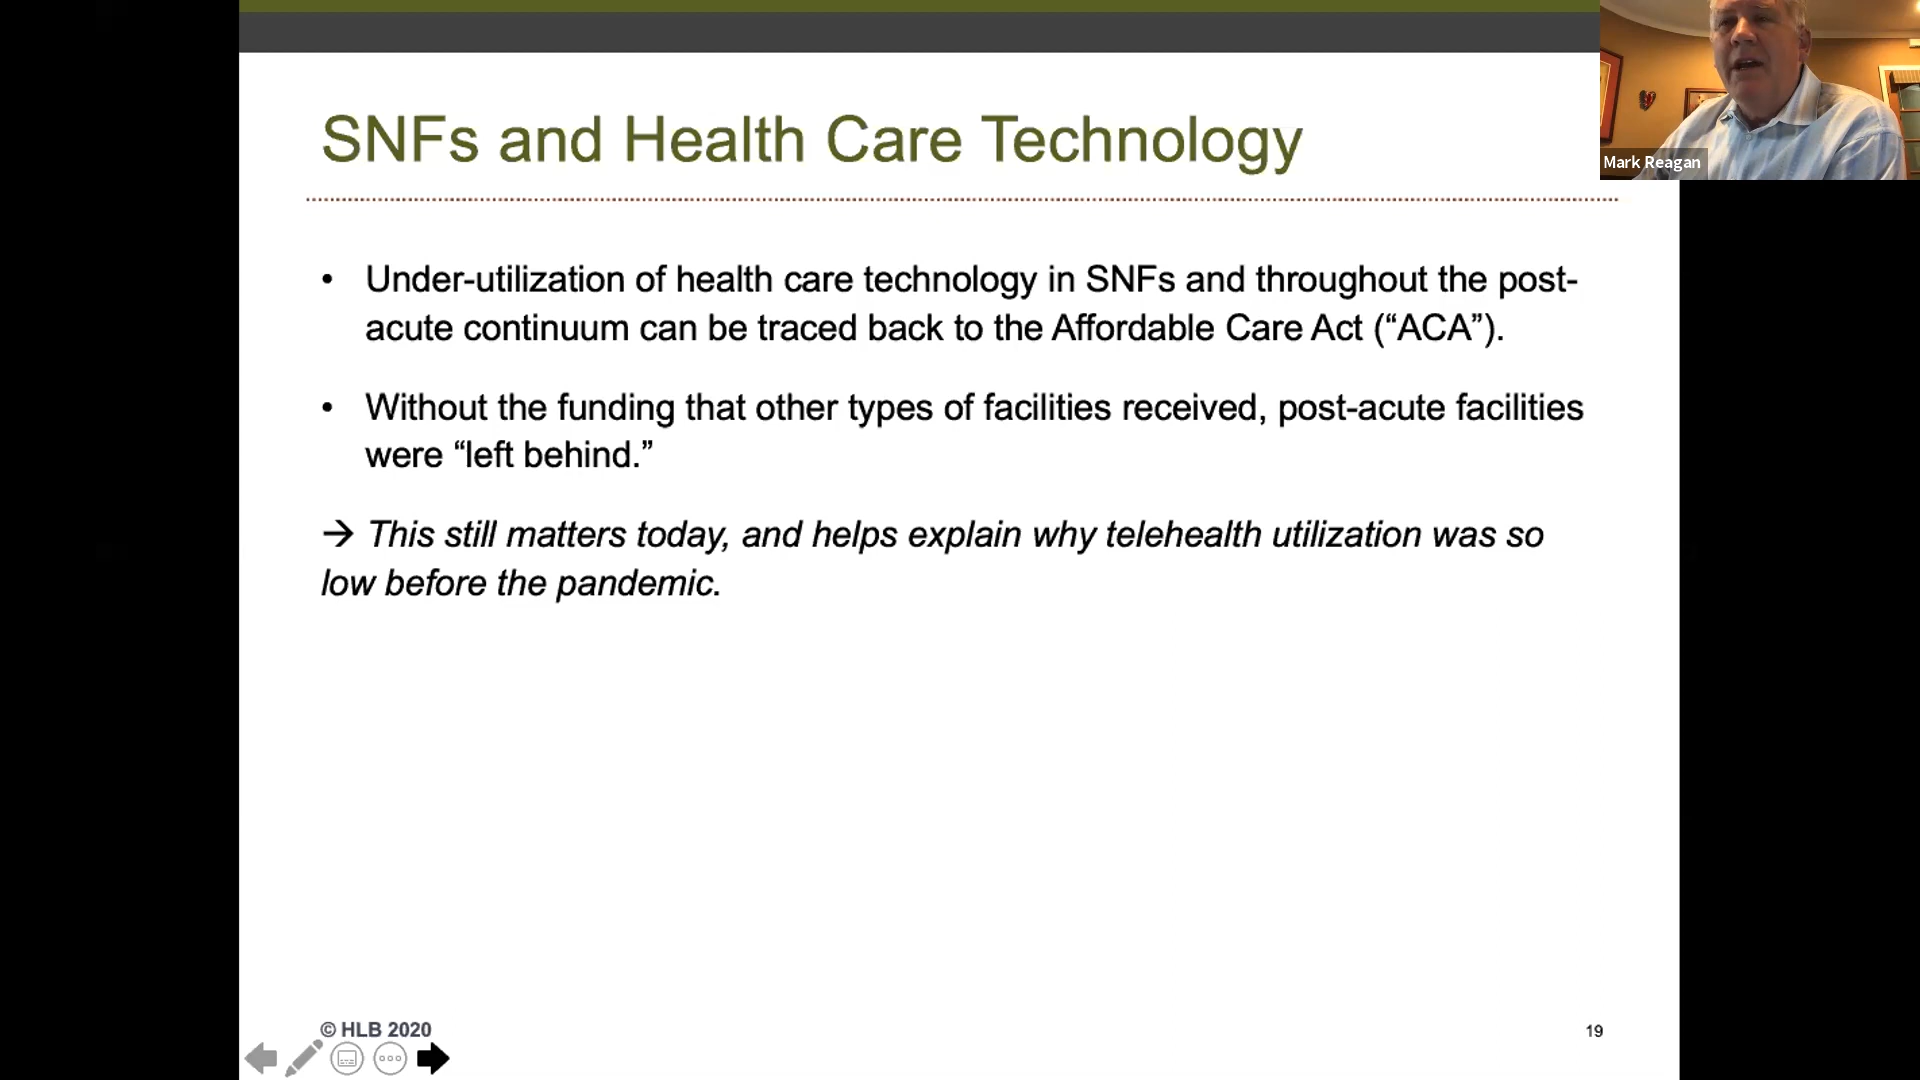 SNFs and Health Care Technology
Mark Reagan
• Under-utilization of health care technology in SNFs and throughout the post-
acute continuum can be traced back to the Affordable Care Act (“ACA”).
• Without the funding that other types of facilities received, post-acute facilities
were “left behind.”
→ This still matters today, and helps explain why telehealth utilization was so
low before the pandemic.
© HLB 2020
19